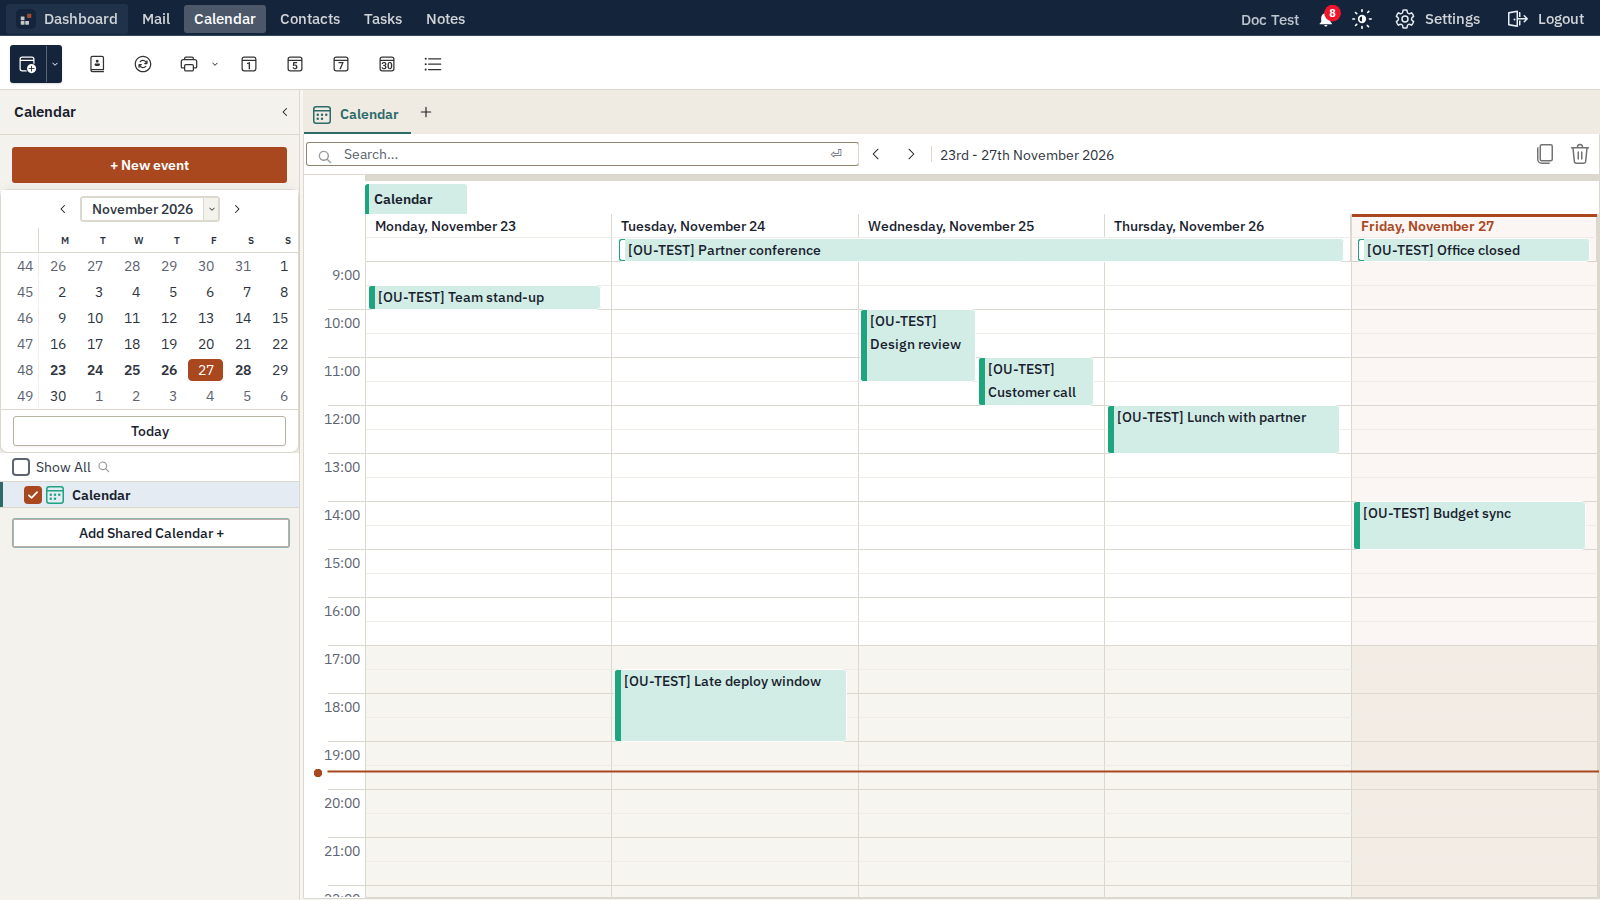 Dashboard Mail Calendar Contacts Tasks Notes Doc Test 8 Settings Logout
1 5 7 30
Calendar
+ New event
November 2026
M T W T F S S
44 26 27 28 29 30 31 1
45 2 3 4 5 6 7 8
46 9 10 11 12 13 14 15
47 16 17 18 19 20 21 22
48 23 24 25 26 27 28 29
49 30 1 2 3 4 5 6
Today
Show All
Calendar
Add Shared Calendar +
Calendar +
Search...
23rd - 27th November 2026
Calendar
Monday, November 23 Tuesday, November 24 Wednesday, November 25 Thursday, November 26 Friday, November 27
[OU-TEST] Partner conference [OU-TEST] Office closed
9:00
[OU-TEST] Team stand-up
10:00
[OU-TEST]
Design review
11:00
[OU-TEST]
Customer call
12:00
[OU-TEST] Lunch with partner
13:00
14:00
[OU-TEST] Budget sync
15:00
16:00
17:00
[OU-TEST] Late deploy window
18:00
19:00
20:00
21:00